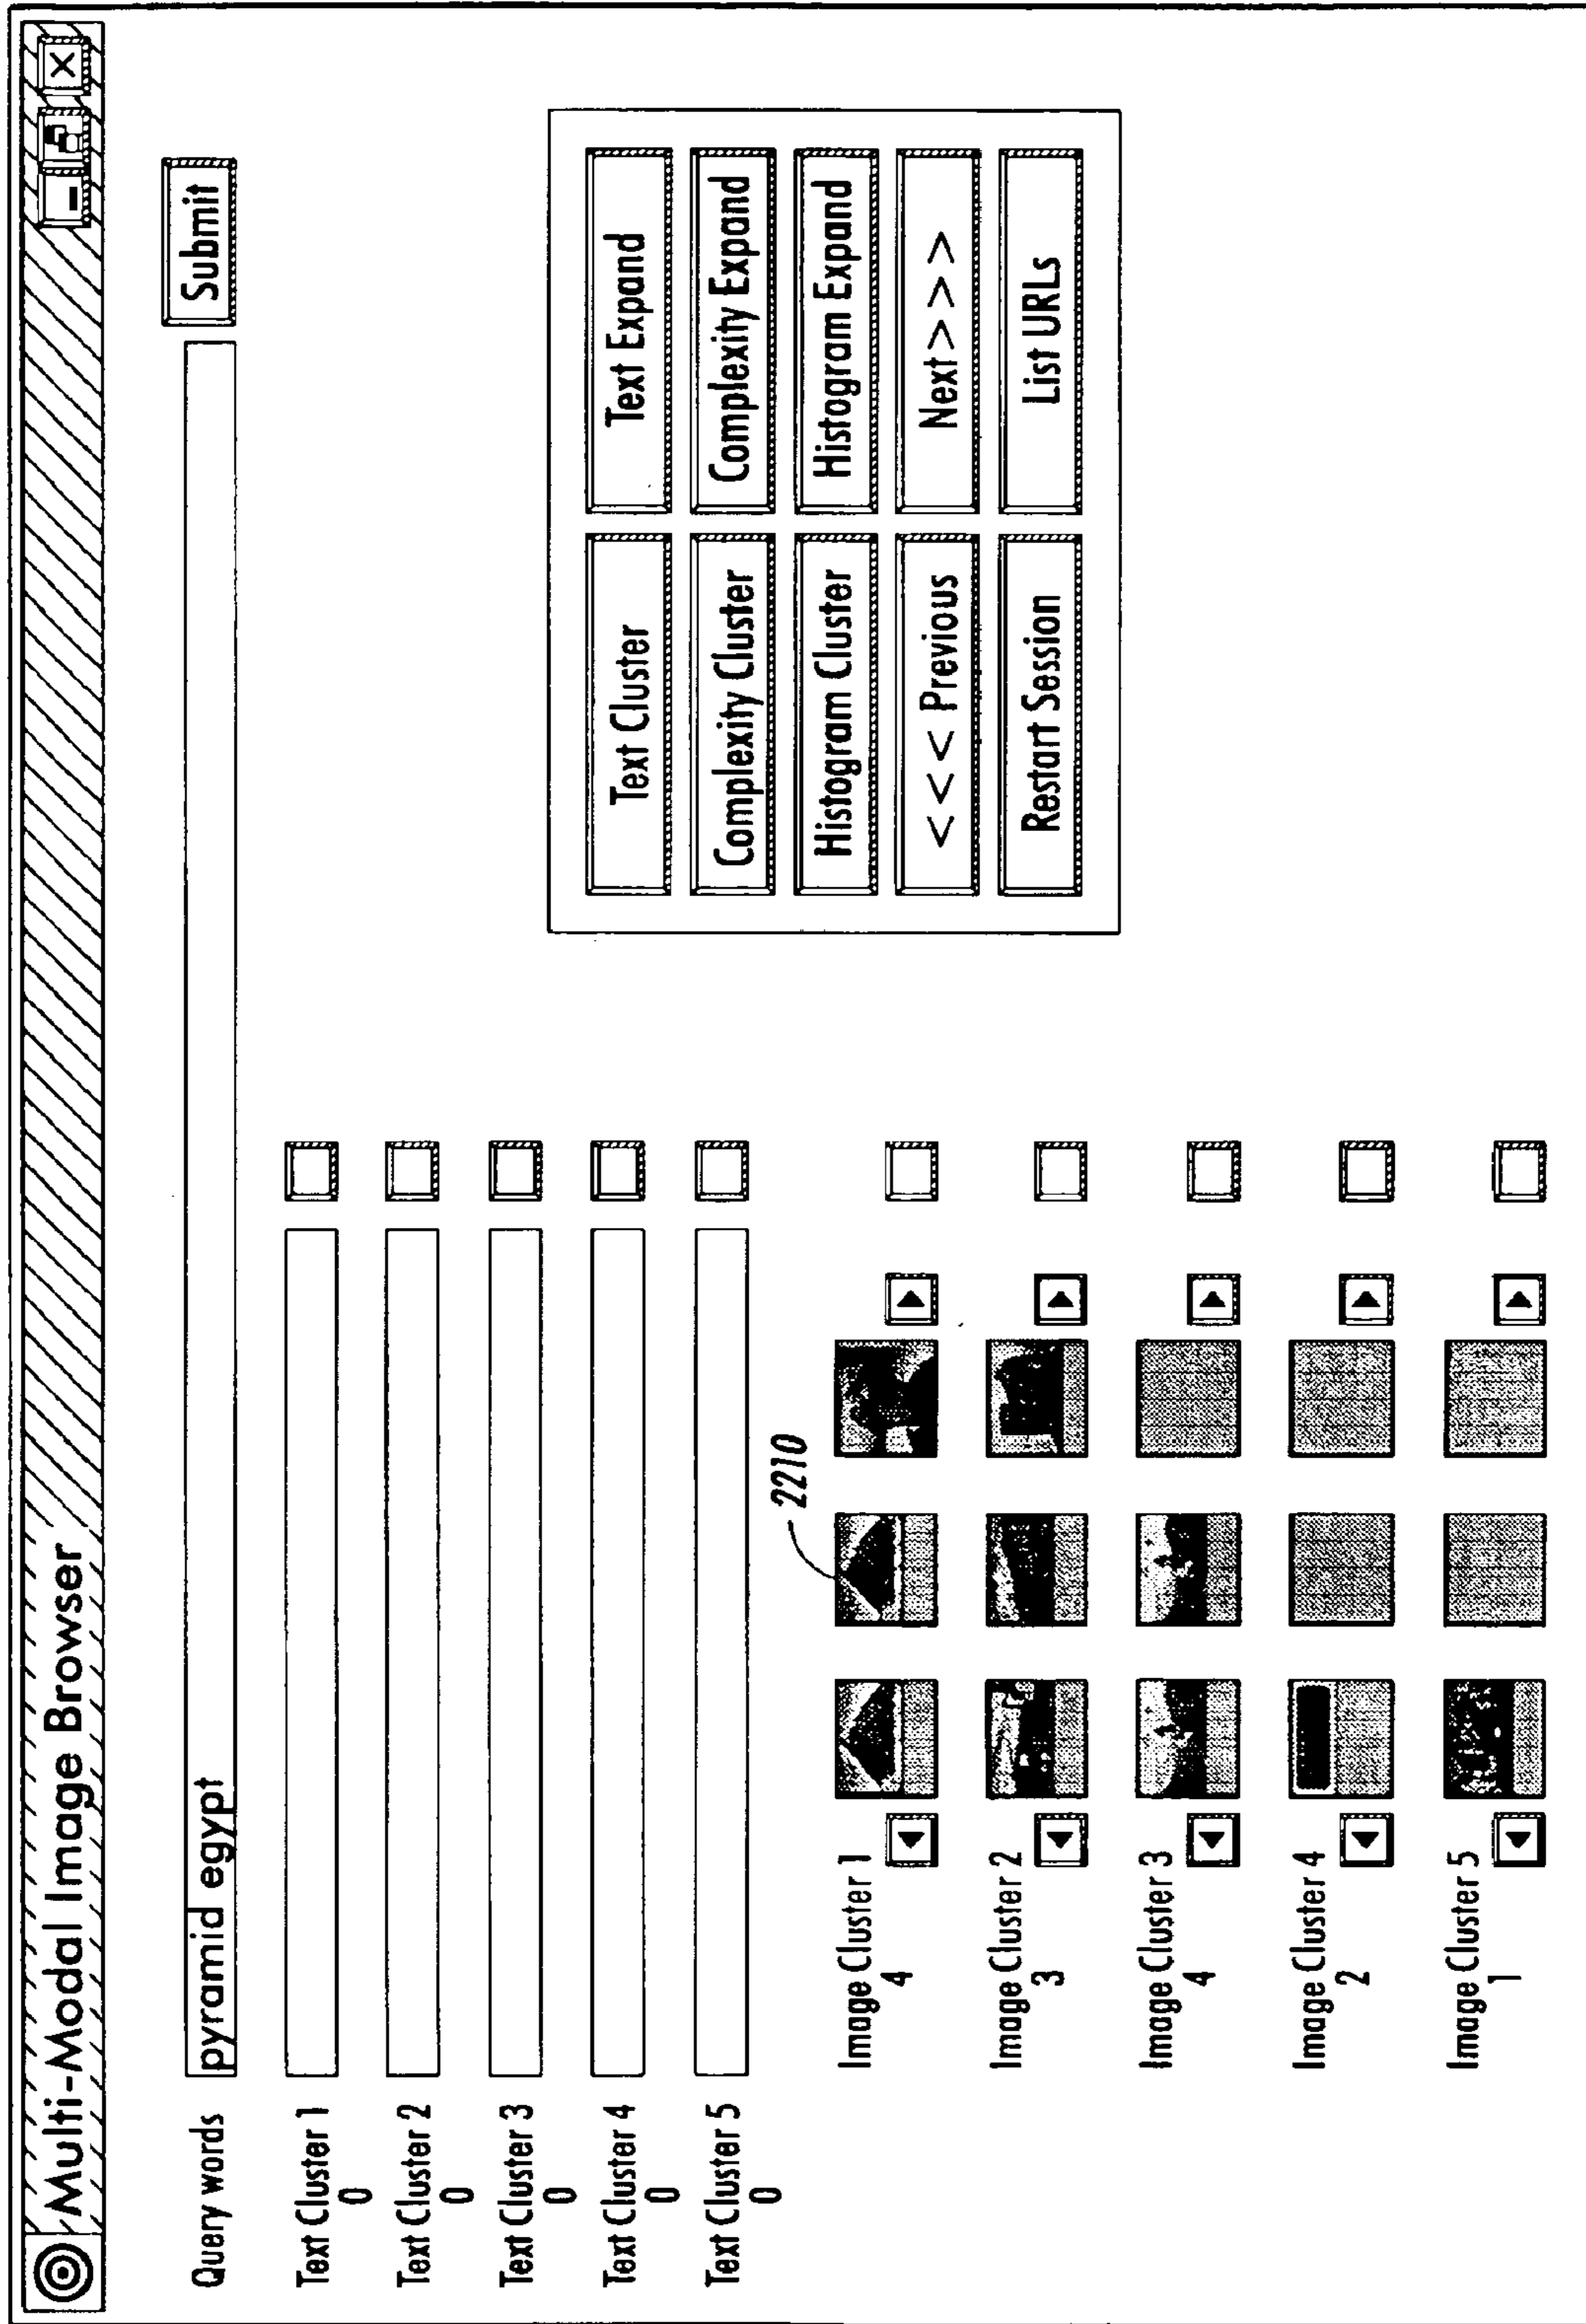 Multi-Modal Image Browser
Query words pyramid egypt Submit
Text Cluster 1
0
Text Cluster 2
0
Text Cluster 3
0
Text Cluster 4
0
Text Cluster 5
0
Text Cluster Text Expand
Complexity Cluster Complexity Expand
Histogram Cluster Histogram Expand
< < < Previous Next > > >
Restart Session List URLs
2210
Image Cluster 1
4
Image Cluster 2
3
Image Cluster 3
4
Image Cluster 4
2
Image Cluster 5
1